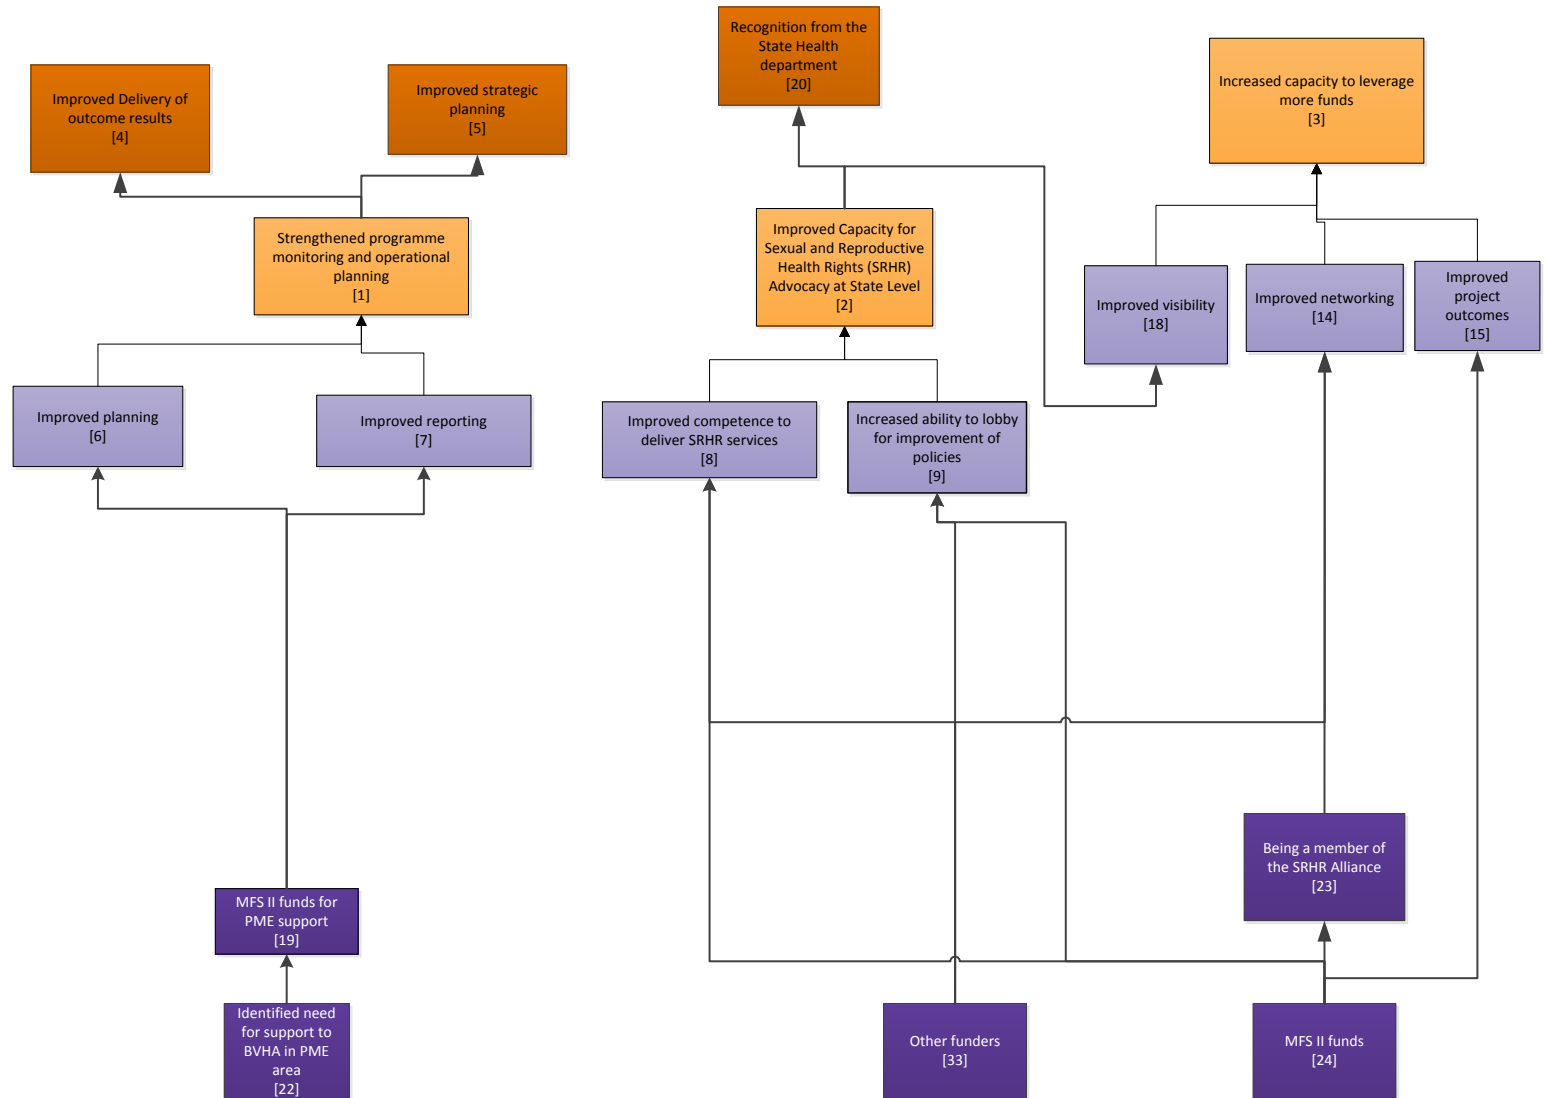 Recognition from the
State Health
department
[20]
Increased capacity to leverage
more funds
[3]
Improved Delivery of
outcome results
[4]
Improved strategic
planning
[5]
Strengthened programme
monitoring and operational
planning
[1]
Improved Capacity for
Sexual and Reproductive
Health Rights (SRHR)
Advocacy at State Level
[2]
Improved visibility
[18]
Improved networking
[14]
Improved
project
outcomes
[15]
Improved planning
[6]
Improved reporting
[7]
Improved competence to
deliver SRHR services
[8]
Increased ability to lobby
for improvement of
policies
[9]
Being a member of
the SRHR Alliance
[23]
MFS II funds for
PME support
[19]
Identified need
for support to
BVHA in PME
area
[22]
Other funders
[33]
MFS II funds
[24]